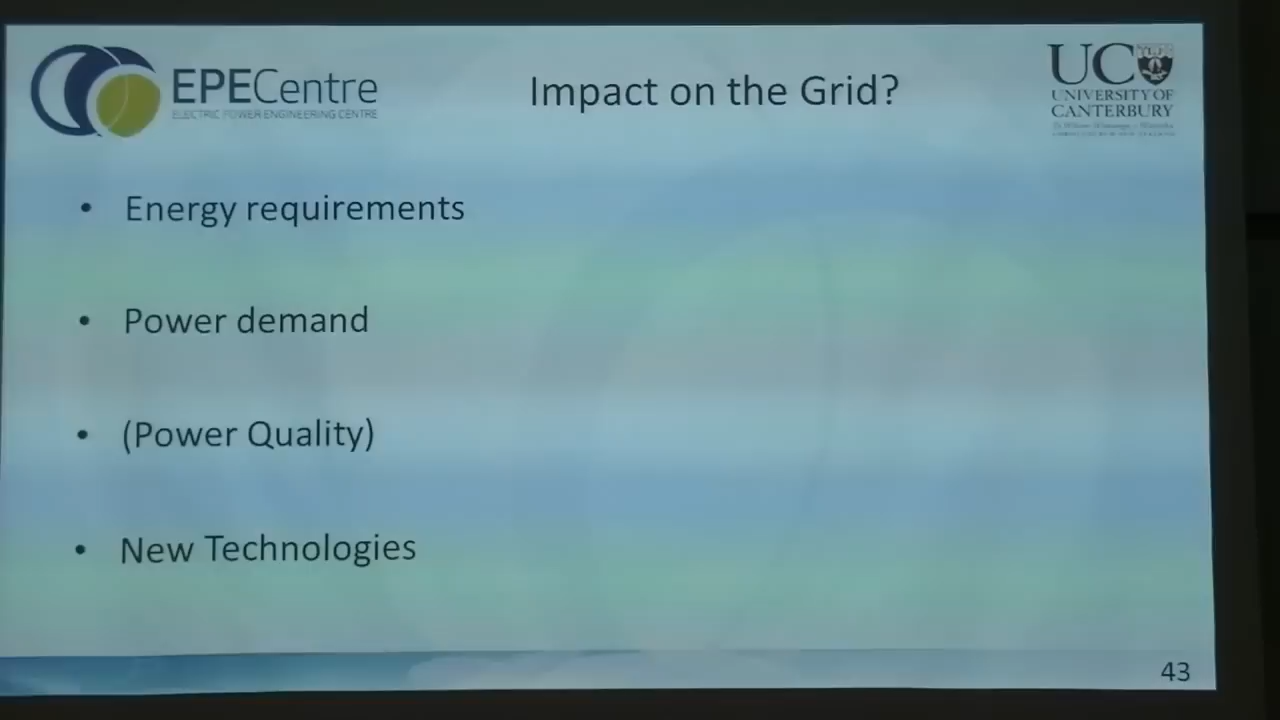 EPECentre
ELECTRIC POWER ENGINEERING CENTRE
Impact on the Grid?
UC
UNIVERSITY OF
CANTERBURY
• Energy requirements
• Power demand
• (Power Quality)
• New Technologies
43